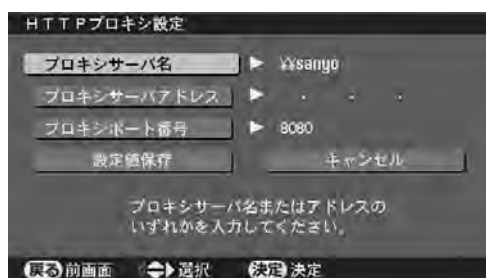 ＨＴＴＰプロキシ設定
プロキシサーバ名 ▶ ¥¥sanyo
プロキシサーバアドレス ▶ . . .
プロキシポート番号 ▶ 8080
設定値保存 キャンセル
プロキシサーバ名またはアドレスの
いずれかを入力してください。
戻る 前画面 選択 決定 決定